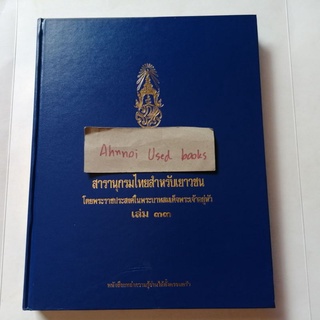 Ahnnoi Used books
สารานุกรมไทยสำหรับเยาวชน
โดยพระราชประสงค์ในพระบาทสมเด็จพระเจ้าอยู่หัว
เล่ม ๓๓